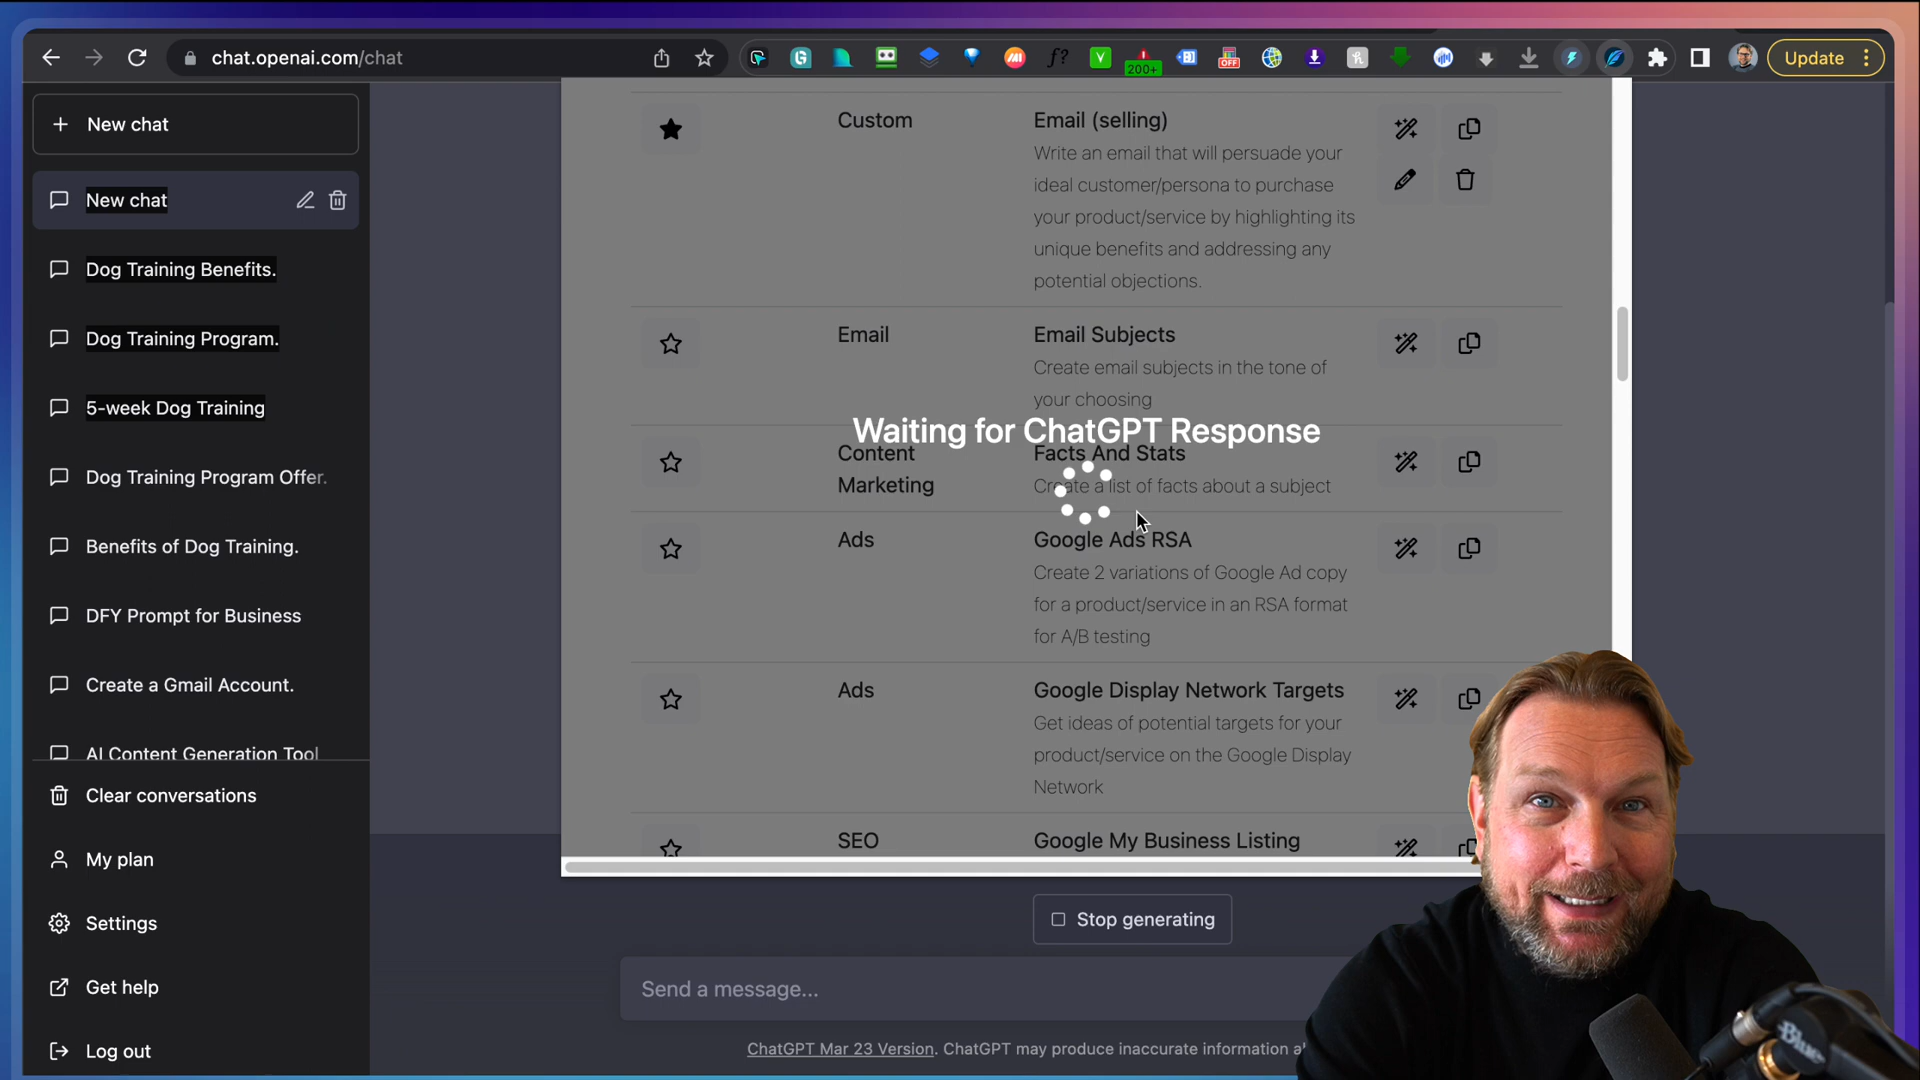 chat.openai.com/chat
200+
OFF
Update
New chat
New chat
Dog Training Benefits.
Dog Training Program.
5-week Dog Training
Dog Training Program Offer.
Benefits of Dog Training.
DFY Prompt for Business
Create a Gmail Account.
AI Content Generation Tool
Clear conversations
My plan
Settings
Get help
Log out
Custom
Email (selling)
Write an email that will persuade your
ideal customer/persona to purchase
your product/service by highlighting its
unique benefits and addressing any
potential objections.
Email
Email Subjects
Create email subjects in the tone of
your choosing
Waiting for ChatGPT Response
Content
Marketing
Facts And Stats
Create a list of facts about a subject
Ads
Google Ads RSA
Create 2 variations of Google Ad copy
for a product/service in an RSA format
for A/B testing
Ads
Google Display Network Targets
Get ideas of potential targets for your
product/service on the Google Display
Network
SEO
Google My Business Listing
Stop generating
Send a message...
ChatGPT Mar 23 Version. ChatGPT may produce inaccurate information
Blue